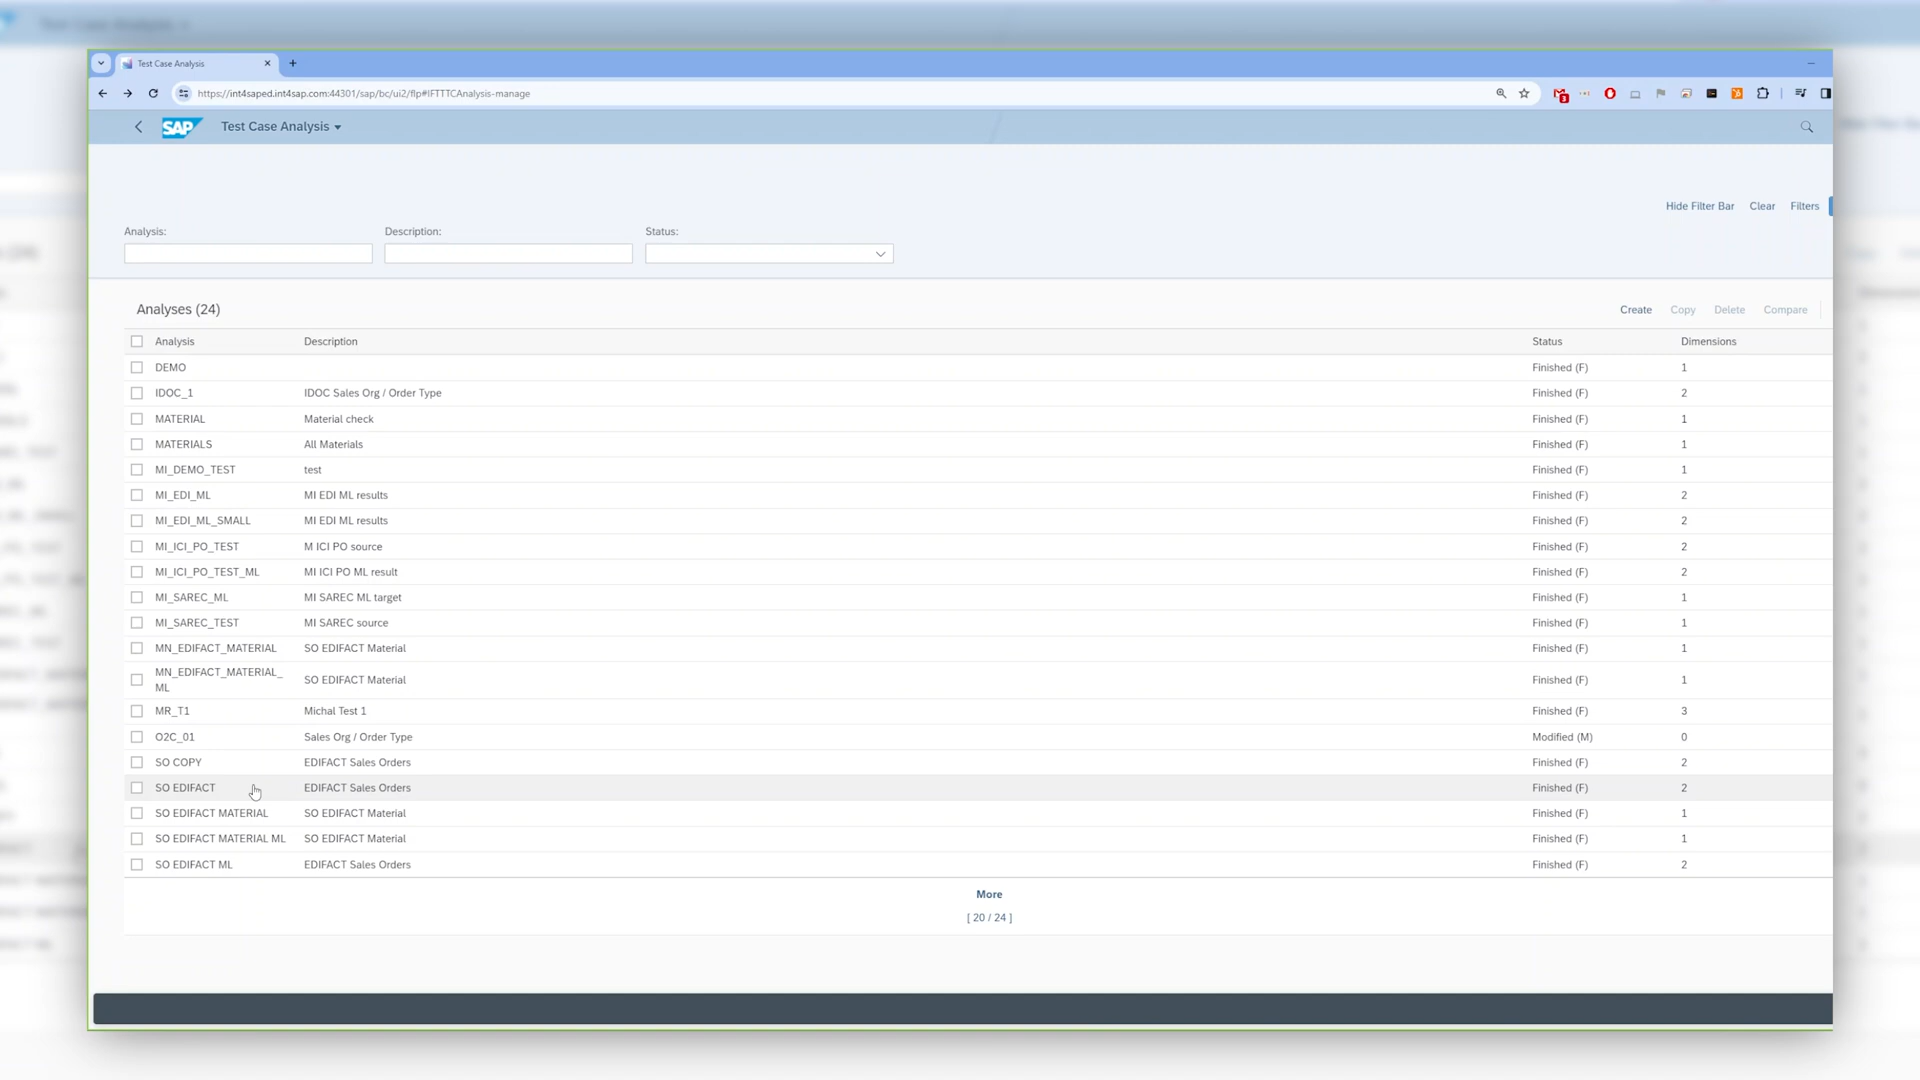 Test Case Analysis
Test Case Analysis
https://int4saped.int4sap.com:44301/sap/bc/ui2/flp#IFTTTCAnalysis-manage
3
SAP Test Case Analysis
Hide Filter Bar Clear Filters
Analysis: Description: Status:
Analyses (24) Create Copy Delete Compare
Analysis Description Status Dimensions
DEMO Finished (F) 1
IDOC_1 IDOC Sales Org / Order Type Finished (F) 2
MATERIAL Material check Finished (F) 1
MATERIALS All Materials Finished (F) 1
MI_DEMO_TEST test Finished (F) 1
MI_EDI_ML MI EDI ML results Finished (F) 2
MI_EDI_ML_SMALL MI EDI ML results Finished (F) 2
MI_ICI_PO_TEST M ICI PO source Finished (F) 2
MI_ICI_PO_TEST_ML MI ICI PO ML result Finished (F) 2
MI_SAREC_ML MI SAREC ML target Finished (F) 1
MI_SAREC_TEST MI SAREC source Finished (F) 1
MN_EDIFACT_MATERIAL SO EDIFACT Material Finished (F) 1
MN_EDIFACT_MATERIAL_
ML SO EDIFACT Material Finished (F) 1
MR_T1 Michal Test 1 Finished (F) 3
O2C_01 Sales Org / Order Type Modified (M) 0
SO COPY EDIFACT Sales Orders Finished (F) 2
SO EDIFACT EDIFACT Sales Orders Finished (F) 2
SO EDIFACT MATERIAL SO EDIFACT Material Finished (F) 1
SO EDIFACT MATERIAL ML SO EDIFACT Material Finished (F) 1
SO EDIFACT ML EDIFACT Sales Orders Finished (F) 2
More
[ 20 / 24 ]